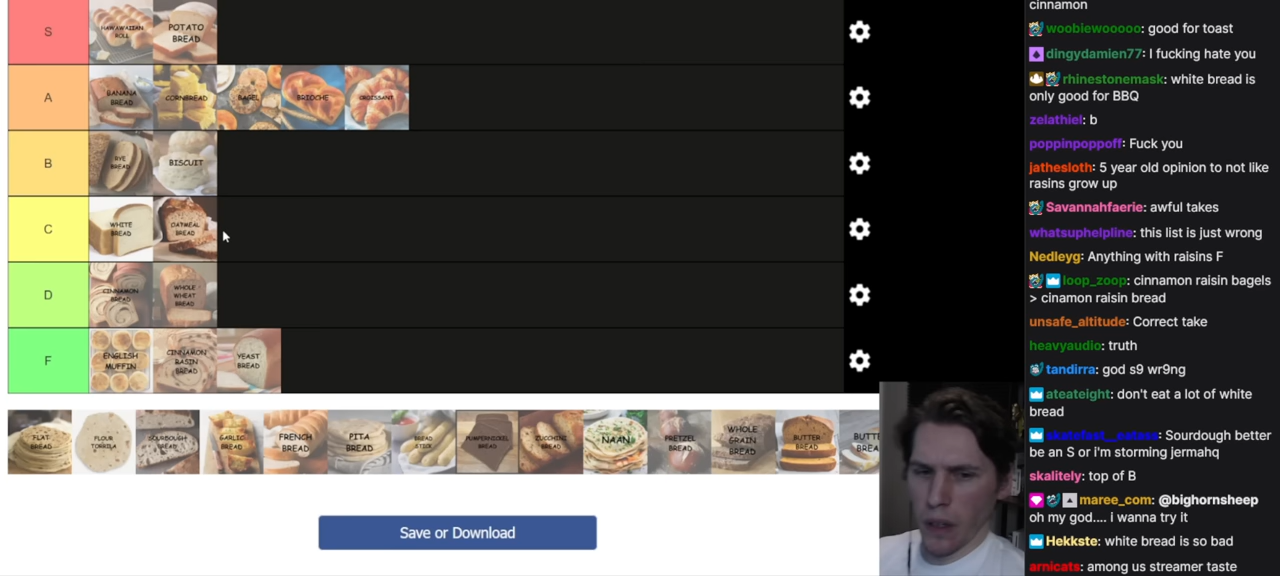 S
HAWAWAIIAN
ROLL
POTATO
BREAD
A
BANANA
BREAD
CORNBREAD
BAGEL
BRIOCHE
CROISSANT
B
RYE
BREAD
BISCUIT
C
WHITE
BREAD
OATMEAL
BREAD
D
CINNAMON
BREAD
WHOLE
WHEAT
BREAD
F
ENGLISH
MUFFIN
CINNAMON
RASIN
BREAD
YEAST
BREAD
FLAT
BREAD
FLOUR
TORTILLA
SOURDOUGH
BREAD
GARLIC
BREAD
FRENCH
BREAD
PITA
BREAD
BREAD
STICK
PUMPERNICKEL
BREAD
ZUCCHINI
BREAD
NAAN
PRETZEL
BREAD
WHOLE
GRAIN
BREAD
BUTTER
BREAD
BUTT
BREA
Save or Download
cinnamon
woobiewooooo: good for toast
dingydamien77: I fucking hate you
rhinestonemask: white bread is
only good for BBQ
zelathiel: b
poppinpoppoff: Fuck you
jathesloth: 5 year old opinion to not like
rasins grow up
Savannahfaerie: awful takes
whatsuphelpline: this list is just wrong
Nedleyg: Anything with raisins F
loop_zoop: cinnamon raisin bagels
> cinamon raisin bread
unsafe_altitude: Correct take
heavyaudio: truth
tandirra: god s9 wr9ng
ateateight: don't eat a lot of white
bread
: Sourdough better
be an S or i'm storming jermahq
skalitely: top of B
maree_com: @bighornsheep
oh my god.... i wanna try it
Hekkste: white bread is so bad
arnicats: among us streamer taste